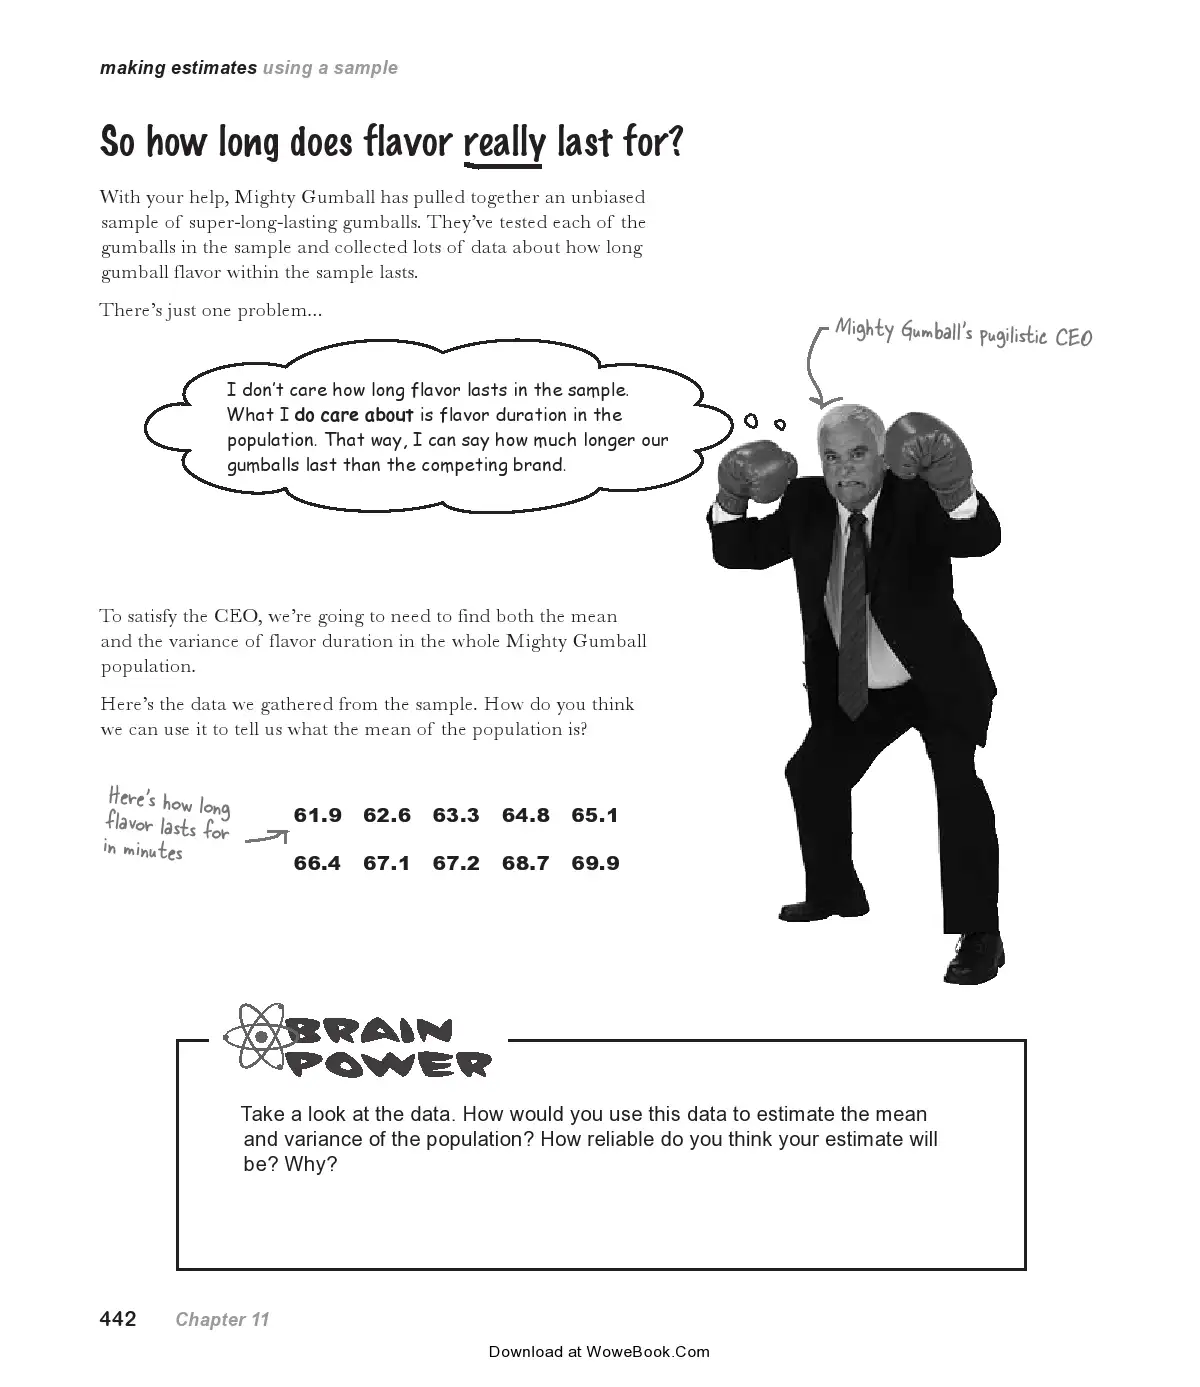 making estimates using a sample
So how long does flavor really last for?
With your help, Mighty Gumball has pulled together an unbiased
sample of super-long-lasting gumballs. They've tested each of the
gumballs in the sample and collected lots of data about how long
gumball flavor within the sample lasts.
There's just one problem...
Mighty Gumball's pugilistic CEO
I don't care how long flavor lasts in the sample.
What I do care about is flavor duration in the
population. That way, I can say how much longer our
gumballs last than the competing brand.
To satisfy the CEO, we're going to need to find both the mean
and the variance of flavor duration in the whole Mighty Gumball
population.
Here's the data we gathered from the sample. How do you think
we can use it to tell us what the mean of the population is?
Here's how long
flavor lasts for
in minutes
61.9 62.6 63.3 64.8 65.1
66.4 67.1 67.2 68.7 69.9
BRAIN
POWER
Take a look at the data. How would you use this data to estimate the mean
and variance of the population? How reliable do you think your estimate will
be? Why?
442 Chapter 11
Download at WoweBook.Com